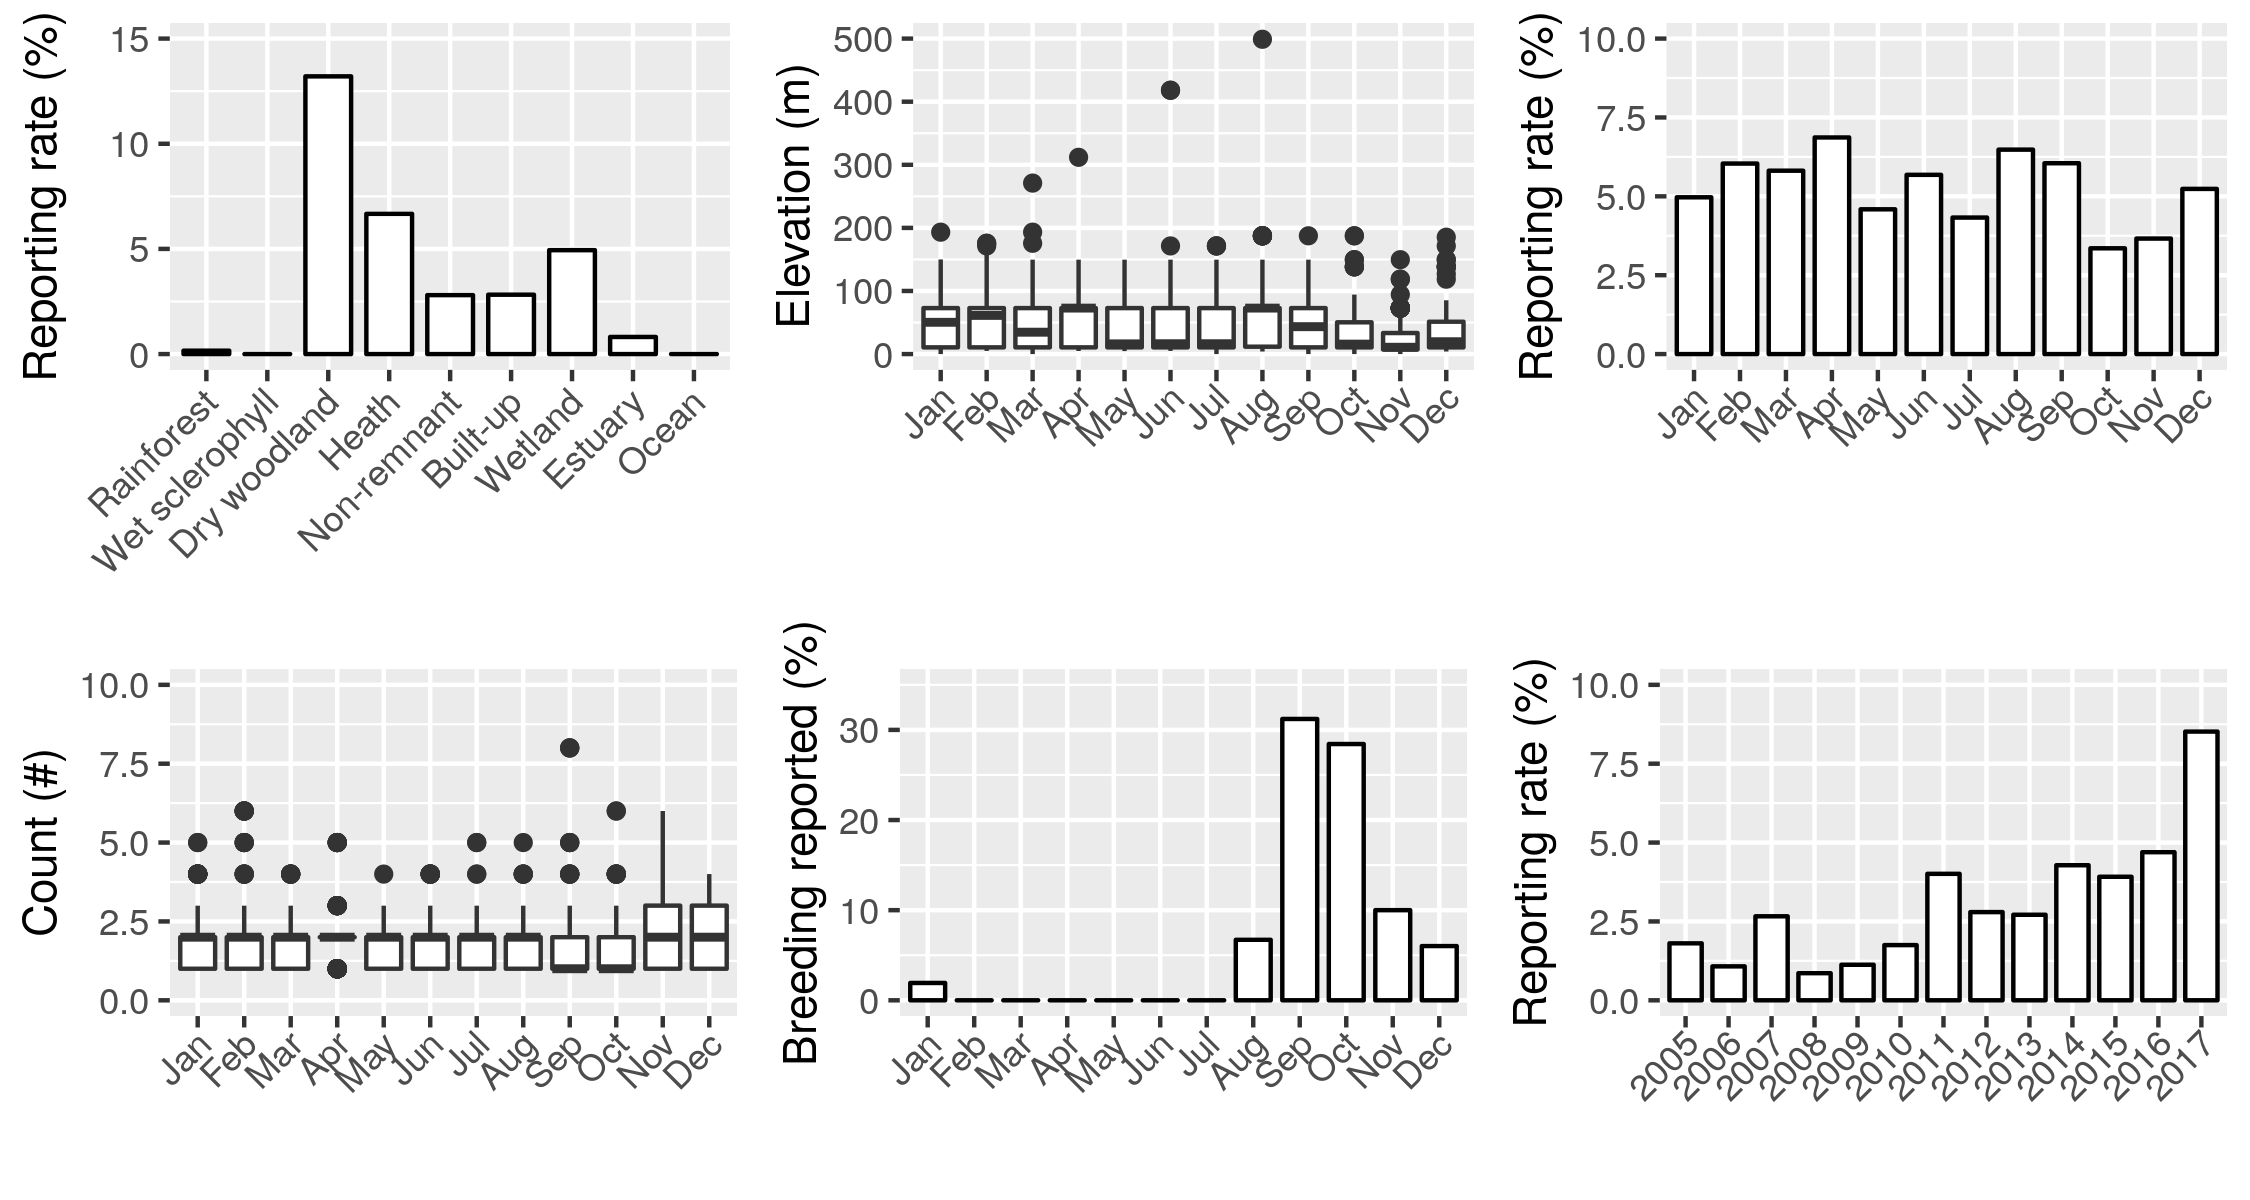 Reporting rate (%)
15
10
5
0
Rainforest
Wet sclerophyll
Dry woodland
Heath
Non-remnant
Built-up
Wetland
Estuary
Ocean
Elevation (m)
500
400
300
200
100
0
Jan
Feb
Mar
Apr
May
Jun
Jul
Aug
Sep
Oct
Nov
Dec
Reporting rate (%)
10.0
7.5
5.0
2.5
0.0
Jan
Feb
Mar
Apr
May
Jun
Jul
Aug
Sep
Oct
Nov
Dec
Count (#)
10.0
7.5
5.0
2.5
0.0
Jan
Feb
Mar
Apr
May
Jun
Jul
Aug
Sep
Oct
Nov
Dec
Breeding reported (%)
30
20
10
0
Jan
Feb
Mar
Apr
May
Jun
Jul
Aug
Sep
Oct
Nov
Dec
Reporting rate (%)
10.0
7.5
5.0
2.5
0.0
2005
2006
2007
2008
2009
2010
2011
2012
2013
2014
2015
2016
2017